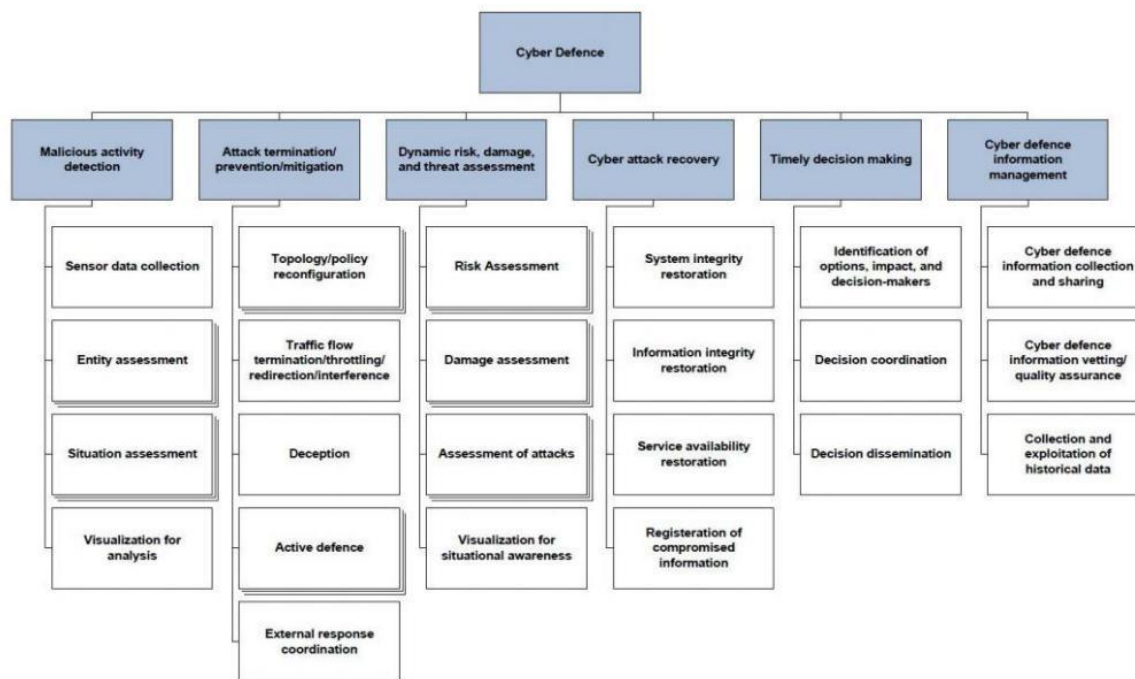 Cyber Defence
Malicious activity
detection
Attack termination/
prevention/mitigation
Dynamic risk, damage,
and threat assessment
Cyber attack recovery
Timely decision making
Cyber defence
information
management
Sensor data collection
Entity assessment
Situation assessment
Visualization for
analysis
Topology/policy
reconfiguration
Traffic flow
termination/throttling/
redirection/interference
Deception
Active defence
External response
coordination
Risk Assessment
Damage assessment
Assessment of attacks
Visualization for
situational awareness
System integrity
restoration
Information integrity
restoration
Service availability
restoration
Registeration of
compromised
information
Identification of
options, impact, and
decision-makers
Decision coordination
Decision dissemination
Cyber defence
information collection
and sharing
Cyber defence
information vetting/
quality assurance
Collection and
exploitation of
historical data